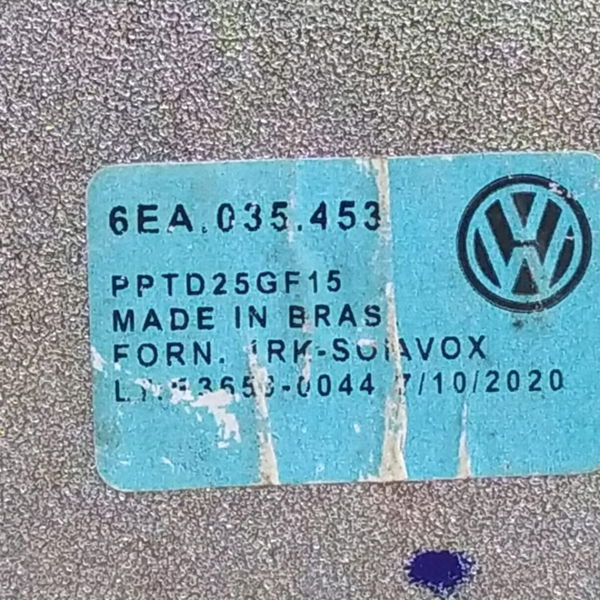 6EA.035.453
PPTD25GF15
MADE IN BRAS
FORN.
7/10/2020